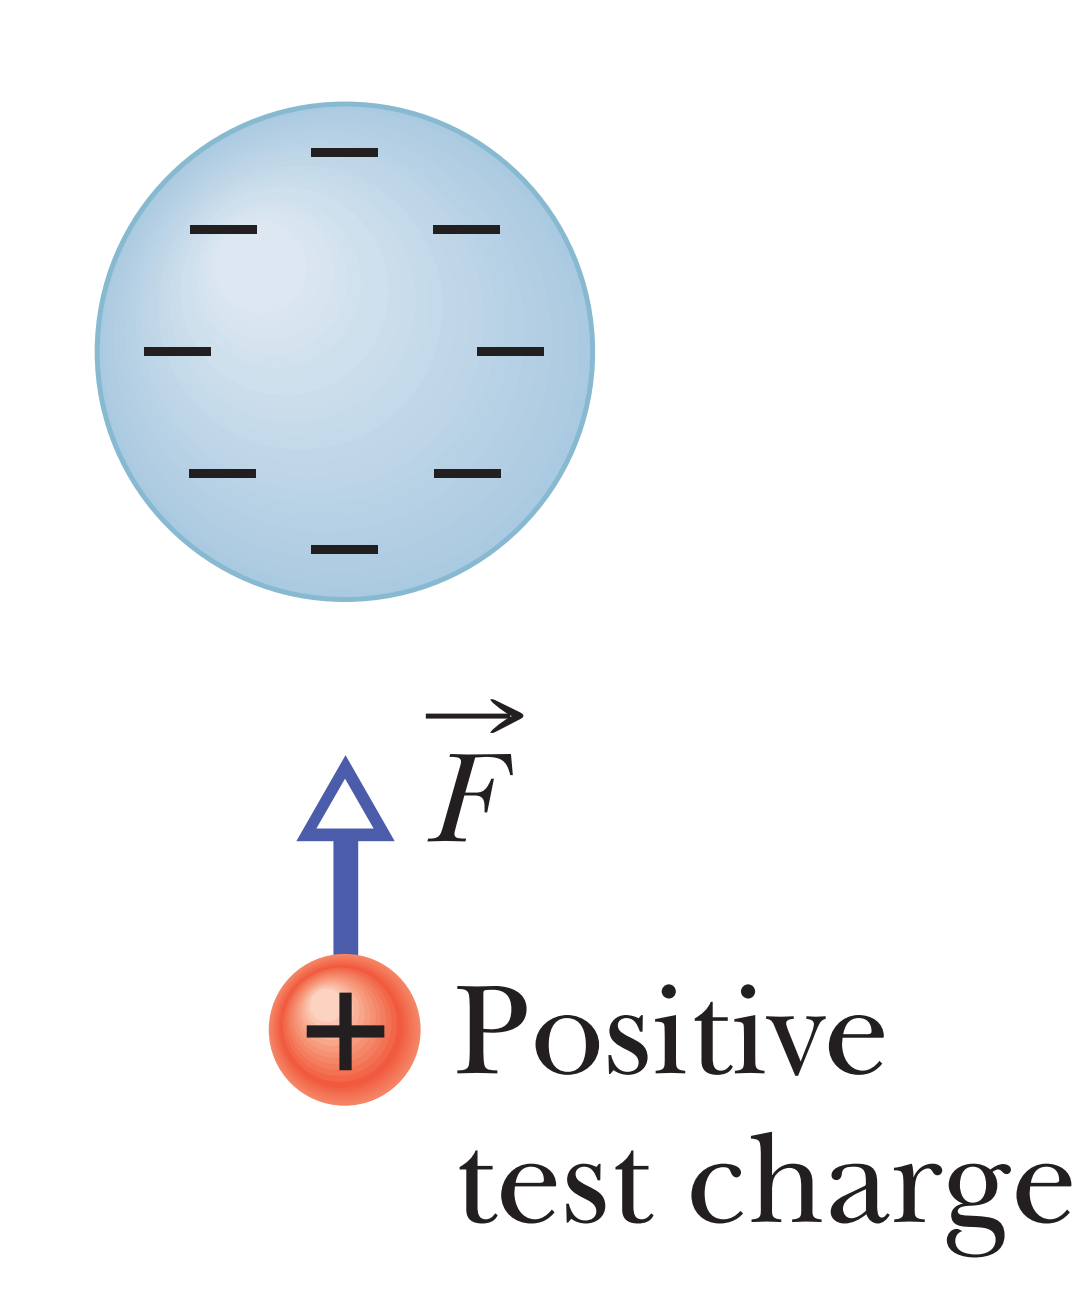 − 
− −
− −
− −
−
F⃗
+ Positive
test charge